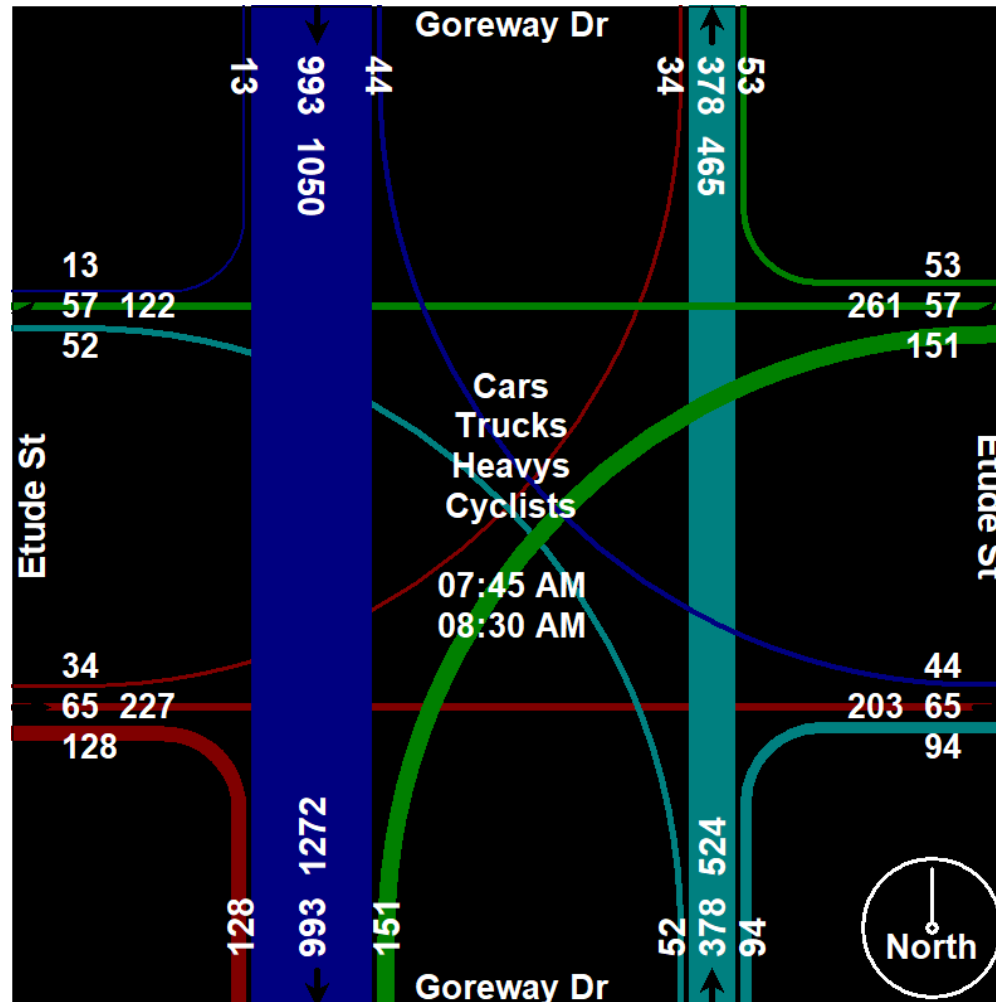 Goreway Dr
13
993 1050
44
34
378 465
53
13
57 122
52
53
261 57
151
Cars
Trucks
Heavys
Cyclists
Etude St
Etude St
07:45 AM
08:30 AM
34
65 227
128
44
203 65
94
128
993 1272
151
52
378 524
94
North
Goreway Dr